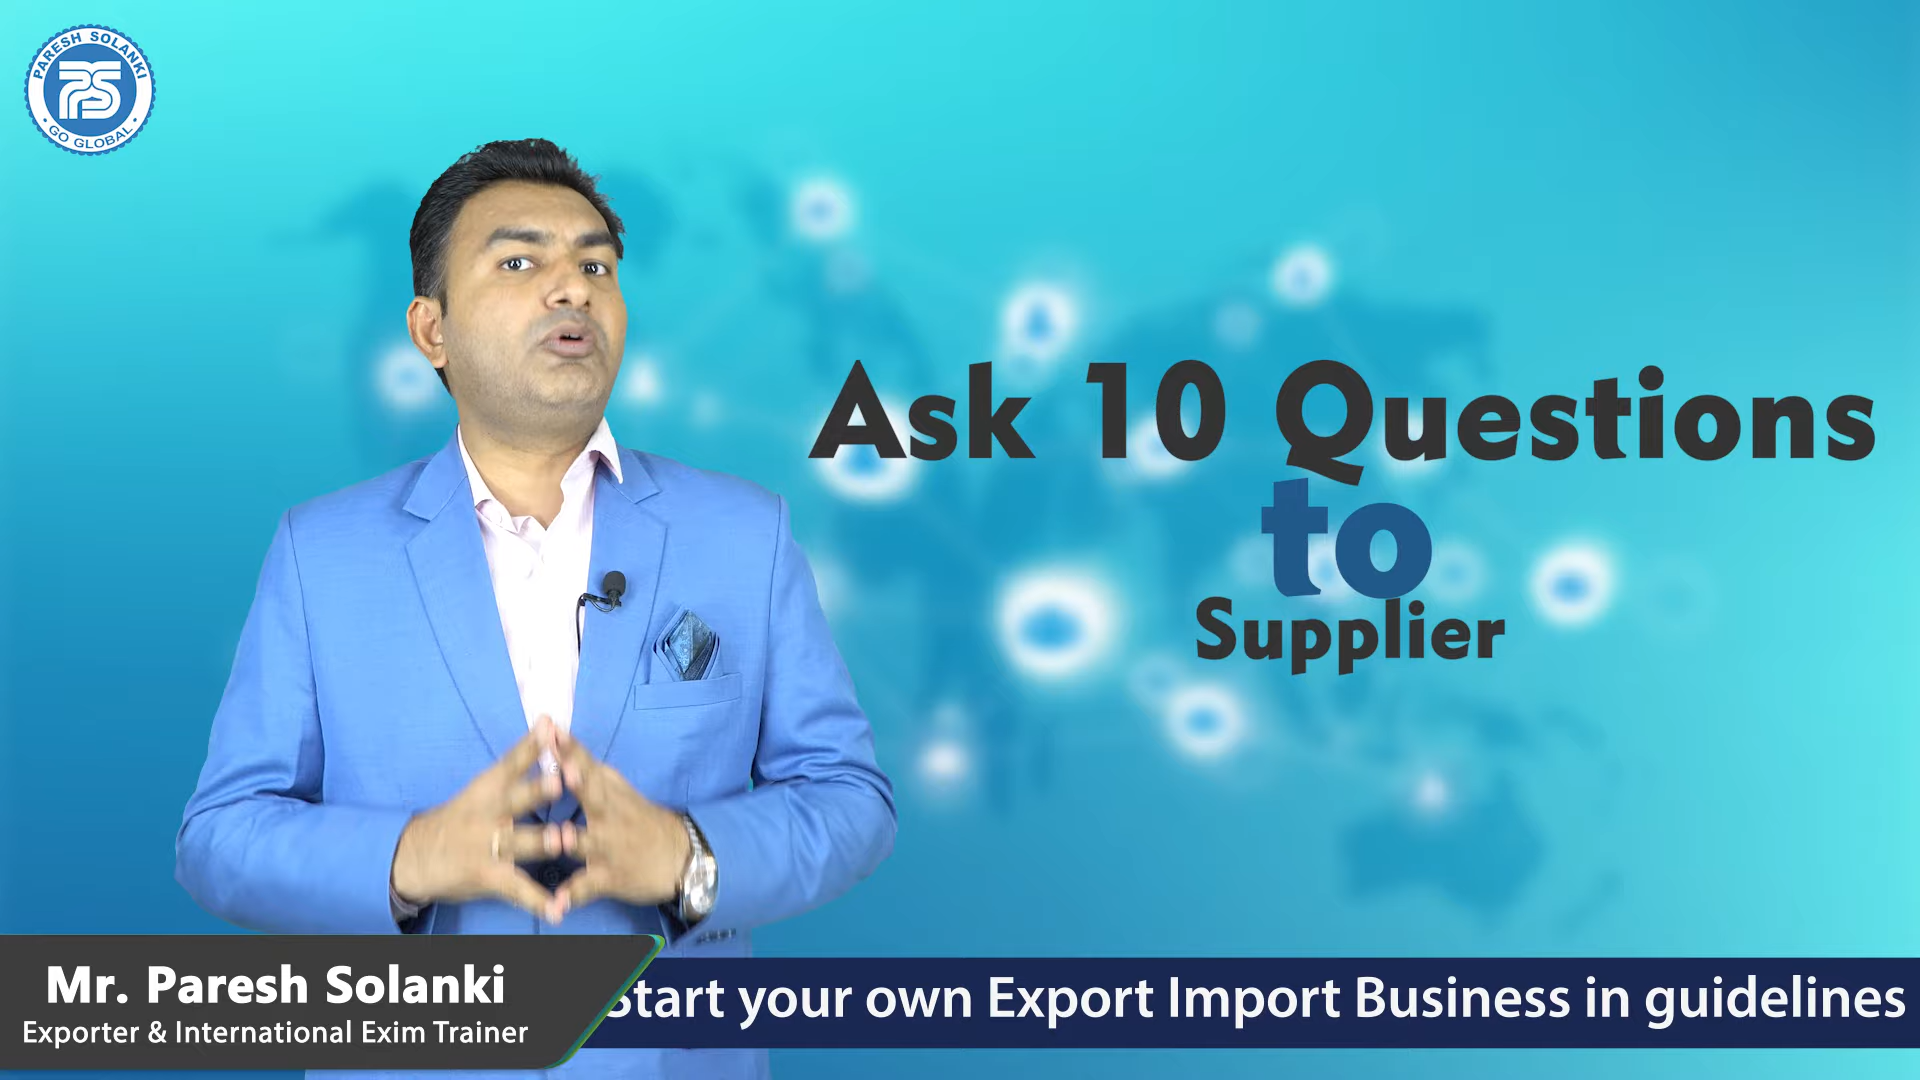 PARESH SOLANKI
PS
GO GLOBAL
Ask 10 Questions
to
Supplier
Mr. Paresh Solanki
Exporter & International Exim Trainer
Start your own Export Import Business in guidelines